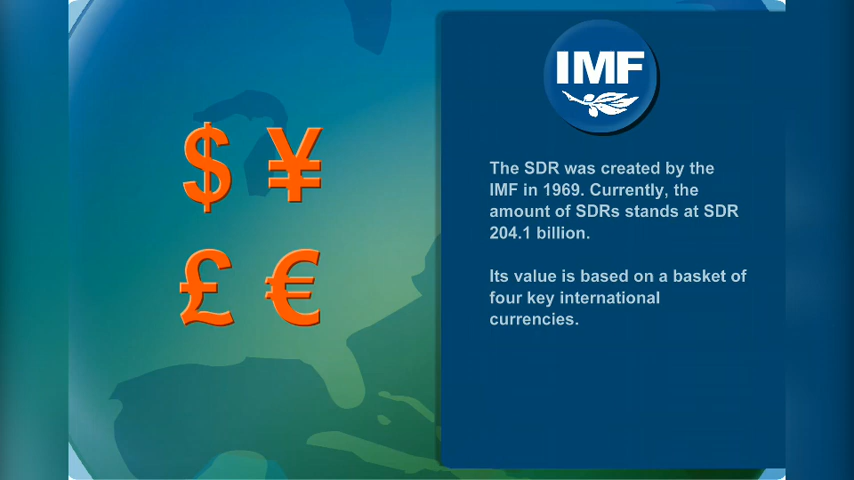 $ ¥
£ €
IMF
The SDR was created by the
IMF in 1969. Currently, the
amount of SDRs stands at SDR
204.1 billion.
Its value is based on a basket of
four key international
currencies.